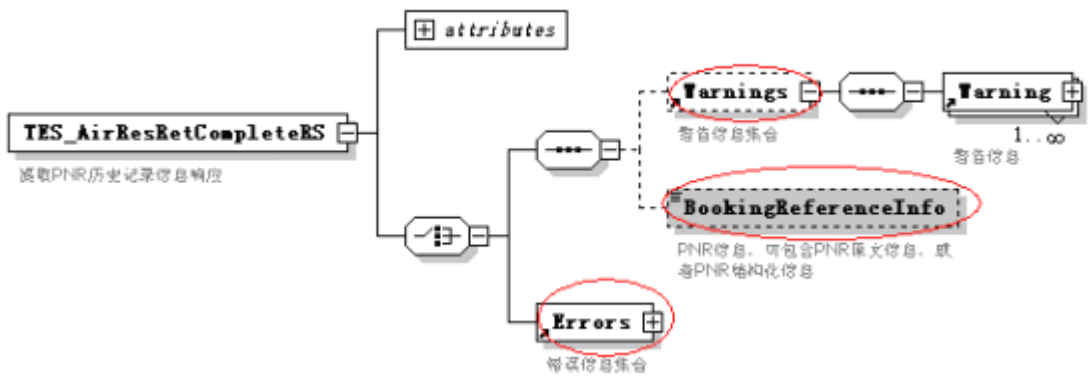 attributes
Warnings
Warning
警告信息集合
1..∞
警告信息
TES_AirResRetCompleteRS
提取PNR历史记录信息响应
BookingReferenceInfo
PNR信息，可包含PNR原文信息，或
者PNR结构化信息
Errors
错误信息集合